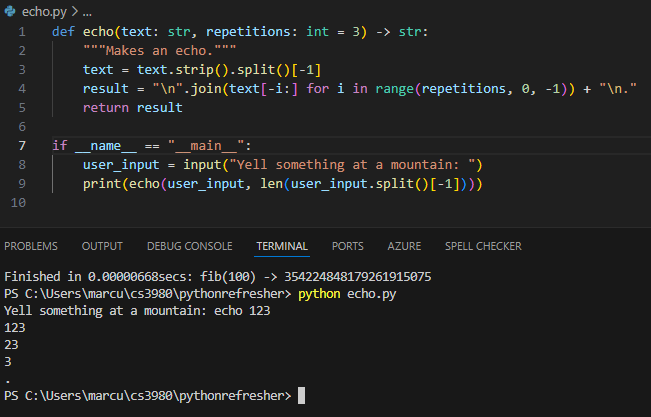 echo.py > ...
1 def echo(text: str, repetitions: int = 3) -> str:
2     """Makes an echo."""
3     text = text.strip().split()[-1]
4     result = "\n".join(text[-i:] for i in range(repetitions, 0, -1)) + "\n."
5     return result
6
7 if __name__ == "__main__":
8     user_input = input("Yell something at a mountain: ")
9     print(echo(user_input, len(user_input.split()[-1])))
10
PROBLEMS OUTPUT DEBUG CONSOLE TERMINAL PORTS AZURE SPELL CHECKER
Finished in 0.00000668secs: fib(100) -> 354224848179261915075
PS C:\Users\marcu\cs3980\pythonrefresher> python echo.py
Yell something at a mountain: echo 123
123
23
3
.
PS C:\Users\marcu\cs3980\pythonrefresher>